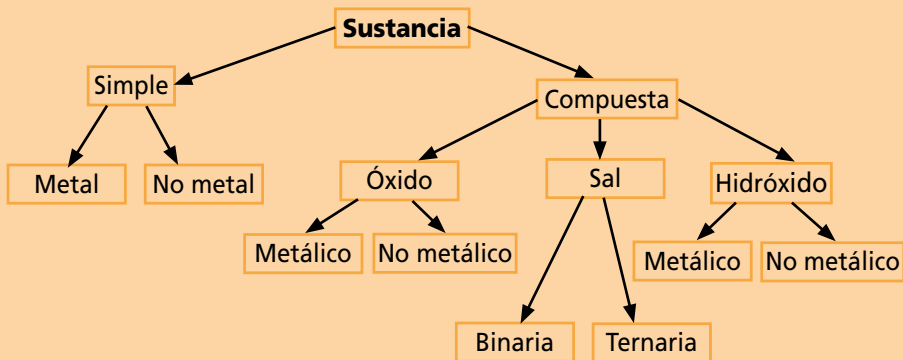 Sustancia
Simple
Compuesta
Metal
No metal
Óxido
Sal
Hidróxido
Metálico
No metálico
Metálico
No metálico
Binaria
Ternaria